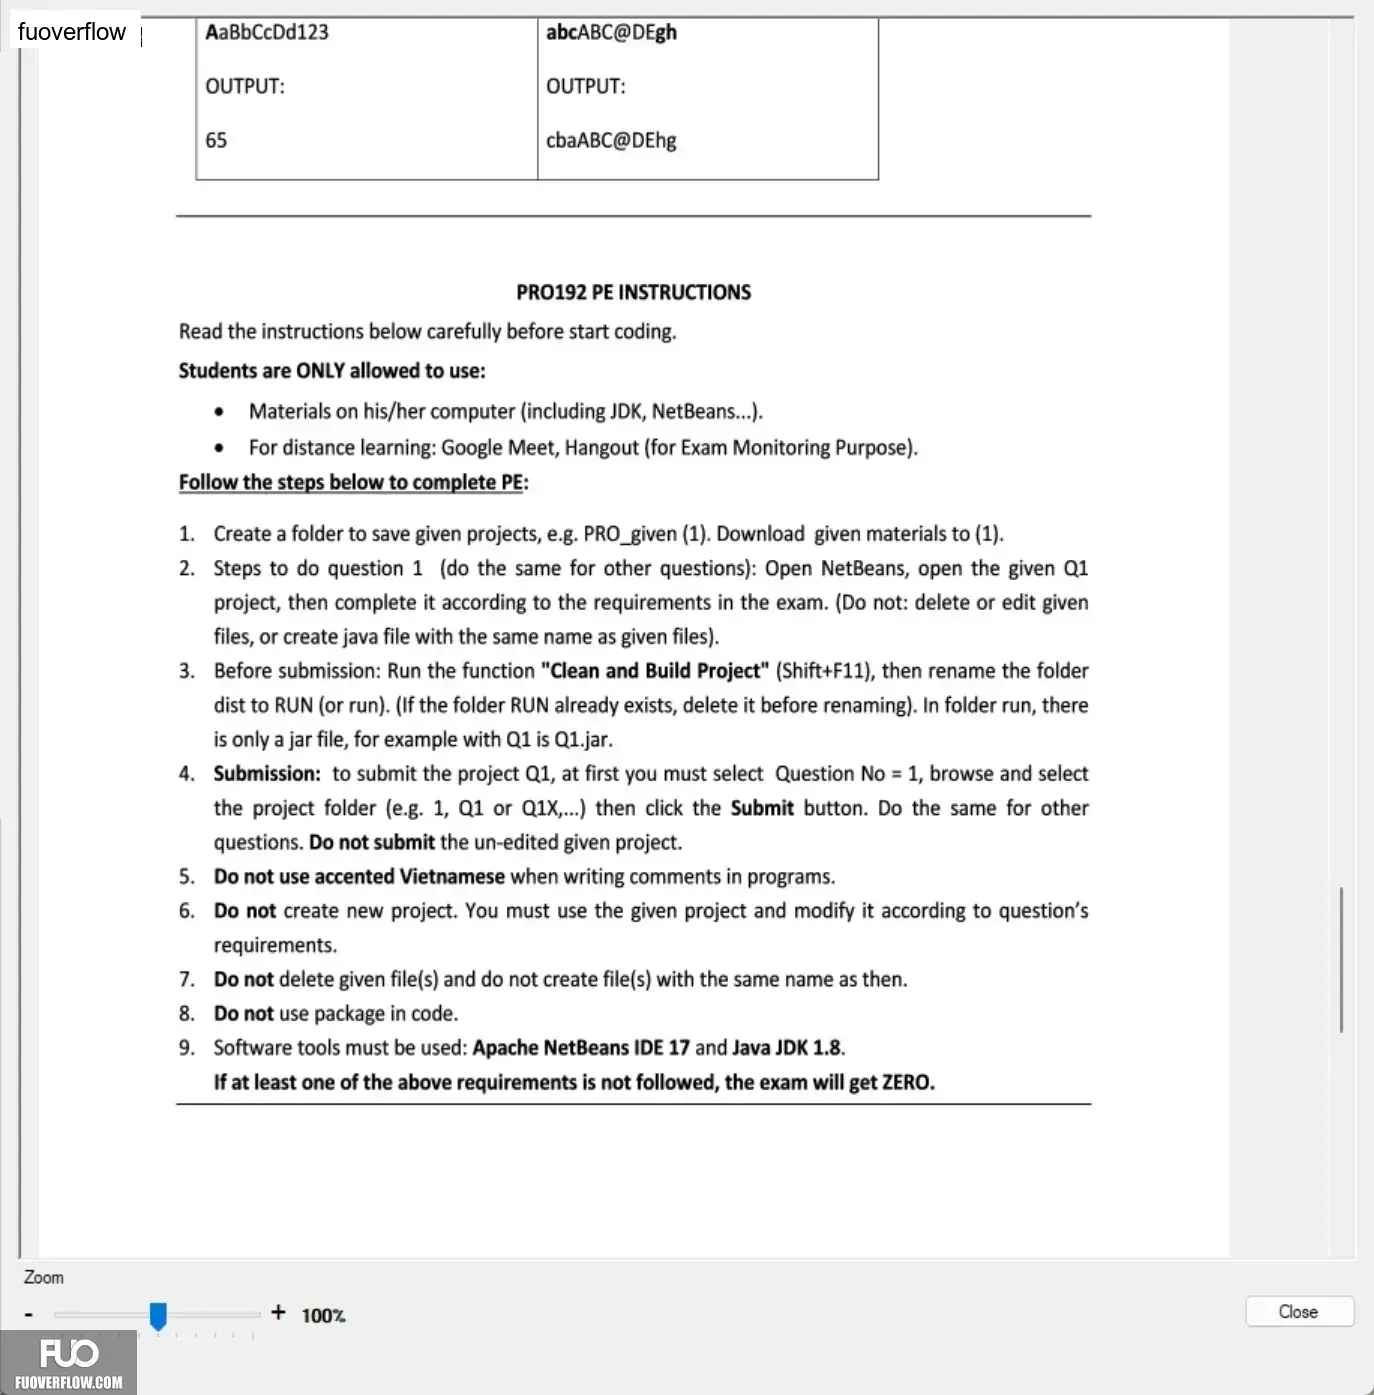 fuoverflow
AaBbCcDd123
abcABC@DEgh
OUTPUT:
OUTPUT:
65
cbaABC@DEhg
PRO192 PE INSTRUCTIONS
Read the instructions below carefully before start coding.
Students are ONLY allowed to use:
• Materials on his/her computer (including JDK, NetBeans...).
• For distance learning: Google Meet, Hangout (for Exam Monitoring Purpose).
Follow the steps below to complete PE:
1. Create a folder to save given projects, e.g. PRO_given (1). Download given materials to (1).
2. Steps to do question 1 (do the same for other questions): Open NetBeans, open the given Q1
project, then complete it according to the requirements in the exam. (Do not: delete or edit given
files, or create java file with the same name as given files).
3. Before submission: Run the function "Clean and Build Project" (Shift+F11), then rename the folder
dist to RUN (or run). (If the folder RUN already exists, delete it before renaming). In folder run, there
is only a jar file, for example with Q1 is Q1.jar.
4. Submission: to submit the project Q1, at first you must select Question No = 1, browse and select
the project folder (e.g. 1, Q1 or Q1X,...) then click the Submit button. Do the same for other
questions. Do not submit the un-edited given project.
5. Do not use accented Vietnamese when writing comments in programs.
6. Do not create new project. You must use the given project and modify it according to question's
requirements.
7. Do not delete given file(s) and do not create file(s) with the same name as then.
8. Do not use package in code.
9. Software tools must be used: Apache NetBeans IDE 17 and Java JDK 1.8.
If at least one of the above requirements is not followed, the exam will get ZERO.
Zoom
- + 100%
Close
FUO
FUOVERFLOW.COM